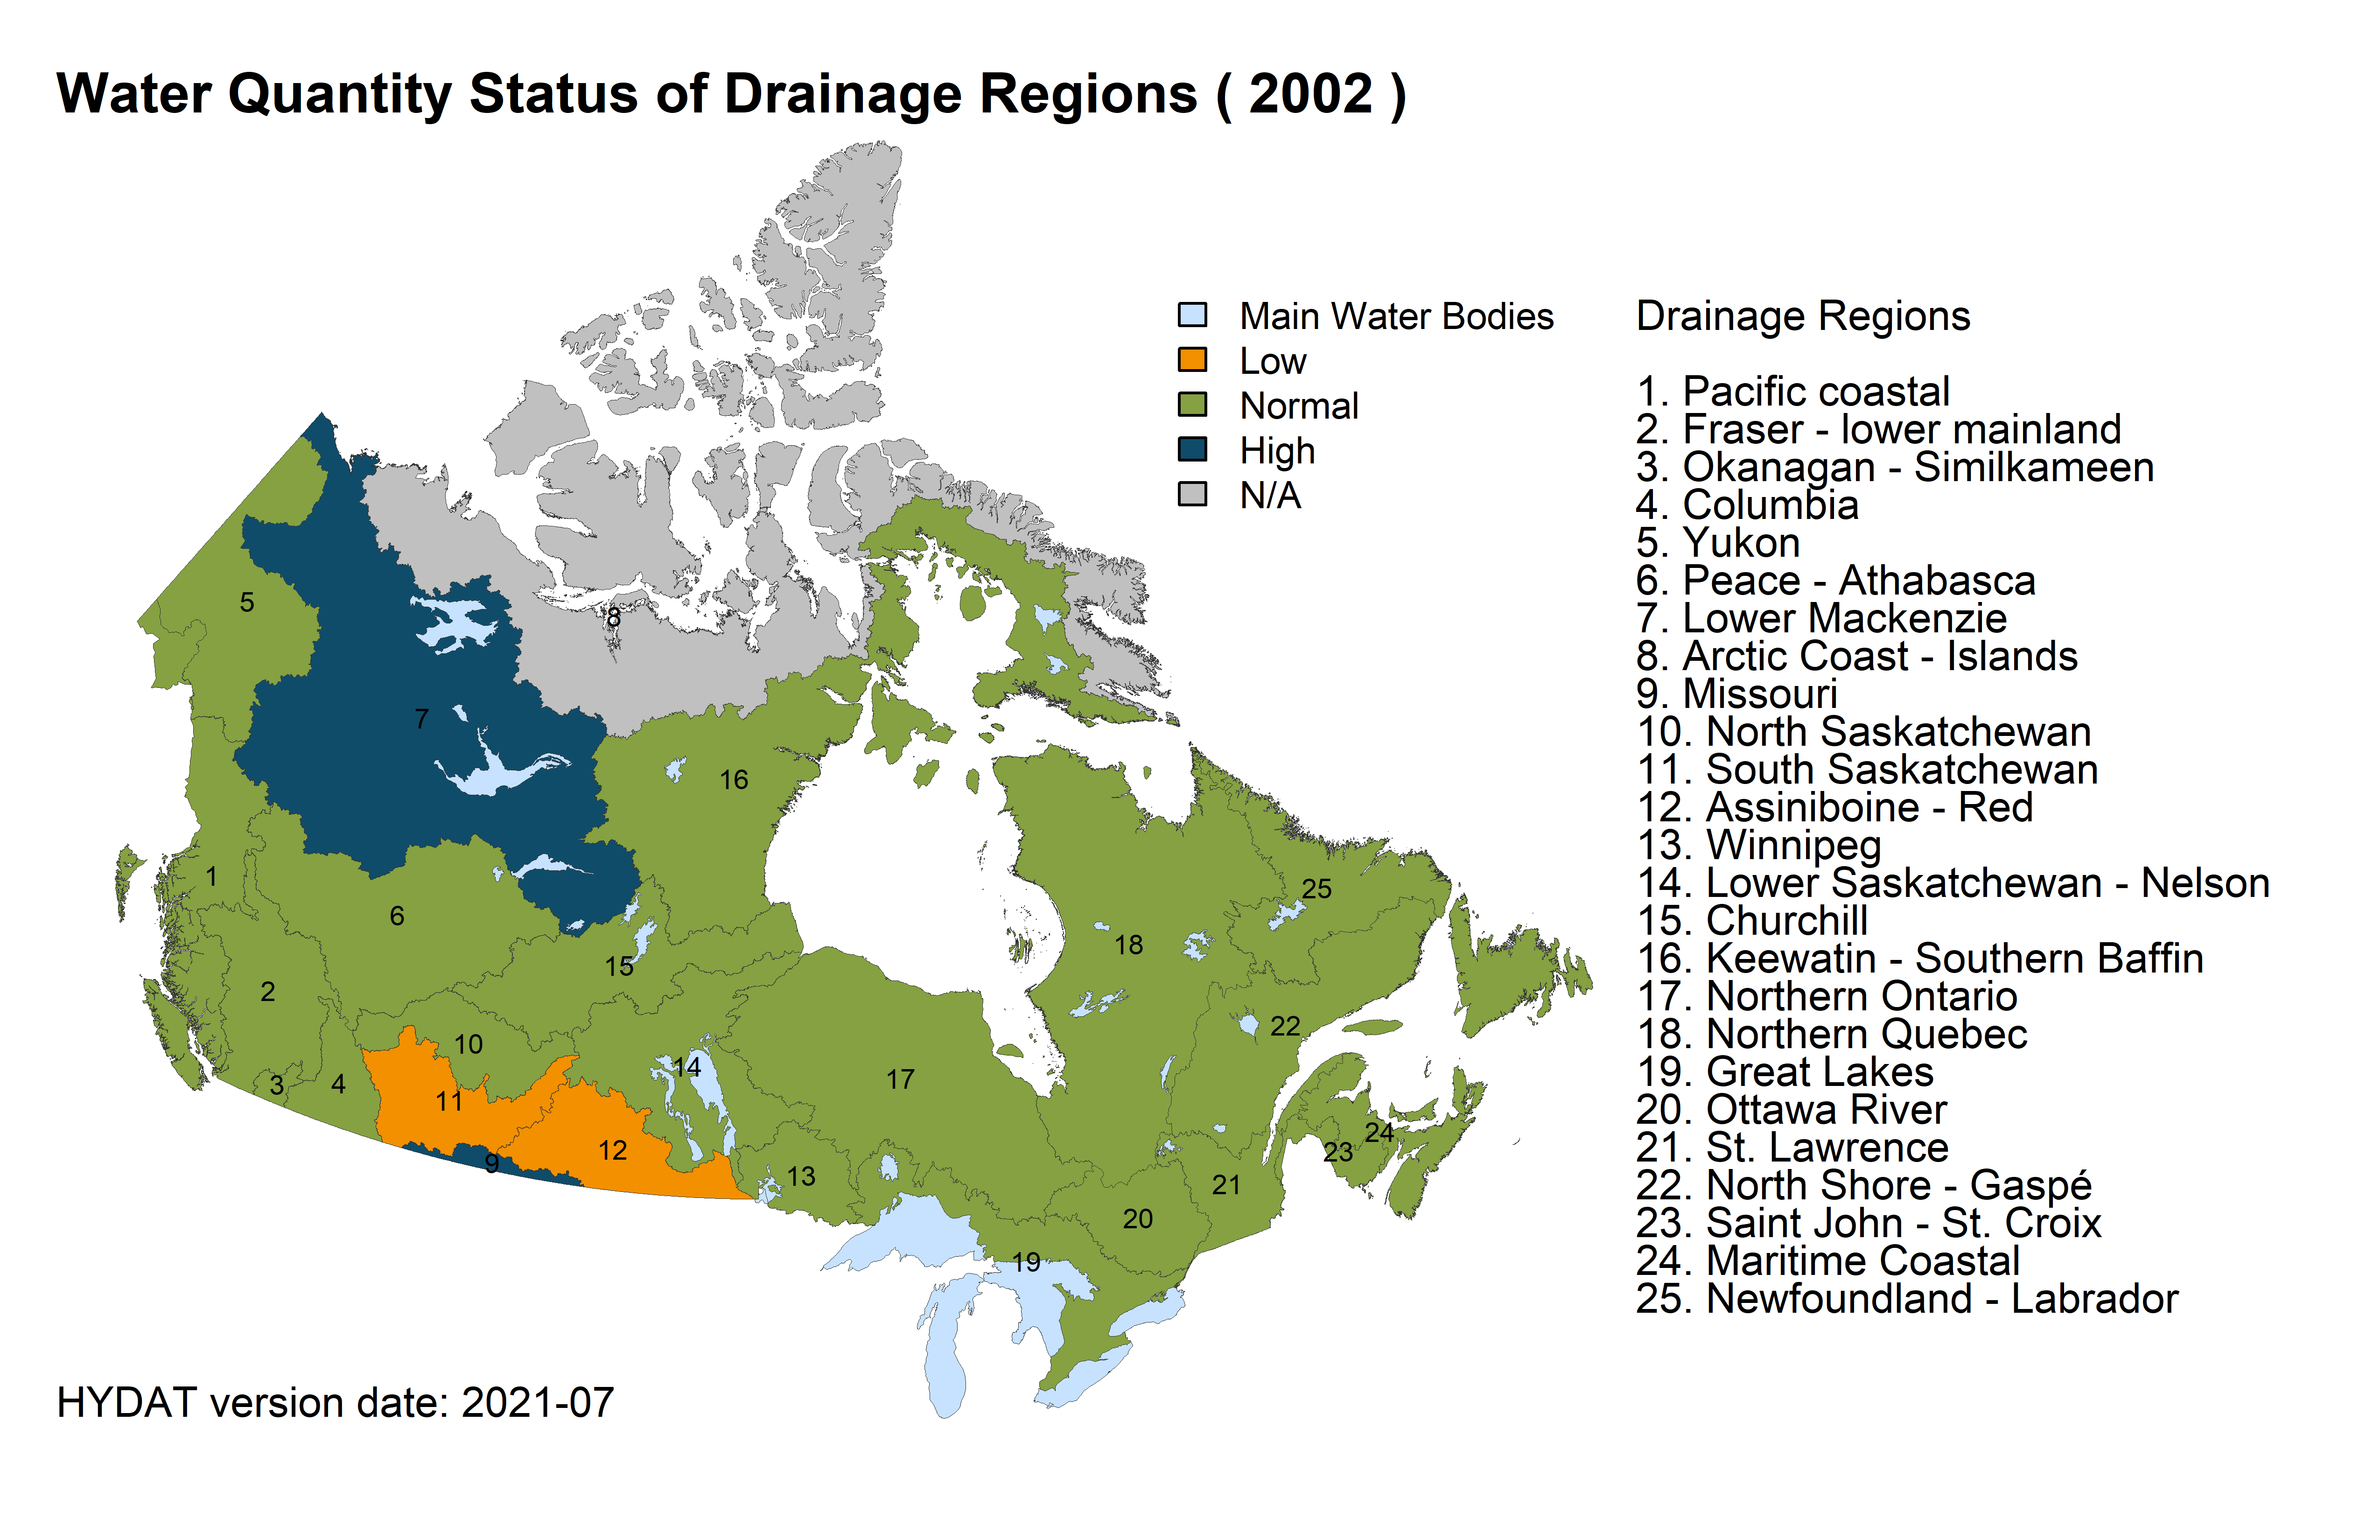 Water Quantity Status of Drainage Regions ( 2002 )
Main Water Bodies
Low
Normal
High
N/A
Drainage Regions
1. Pacific coastal
2. Fraser - lower mainland
3. Okanagan - Similkameen
4. Columbia
5. Yukon
6. Peace - Athabasca
7. Lower Mackenzie
8. Arctic Coast - Islands
9. Missouri
10. North Saskatchewan
11. South Saskatchewan
12. Assiniboine - Red
13. Winnipeg
14. Lower Saskatchewan - Nelson
15. Churchill
16. Keewatin - Southern Baffin
17. Northern Ontario
18. Northern Quebec
19. Great Lakes
20. Ottawa River
21. St. Lawrence
22. North Shore - Gaspé
23. Saint John - St. Croix
24. Maritime Coastal
25. Newfoundland - Labrador
5
8
7
16
1
6
25
18
15
2
22
10
14
3
4
17
11
12
9
24
23
13
21
20
19
HYDAT version date: 2021-07